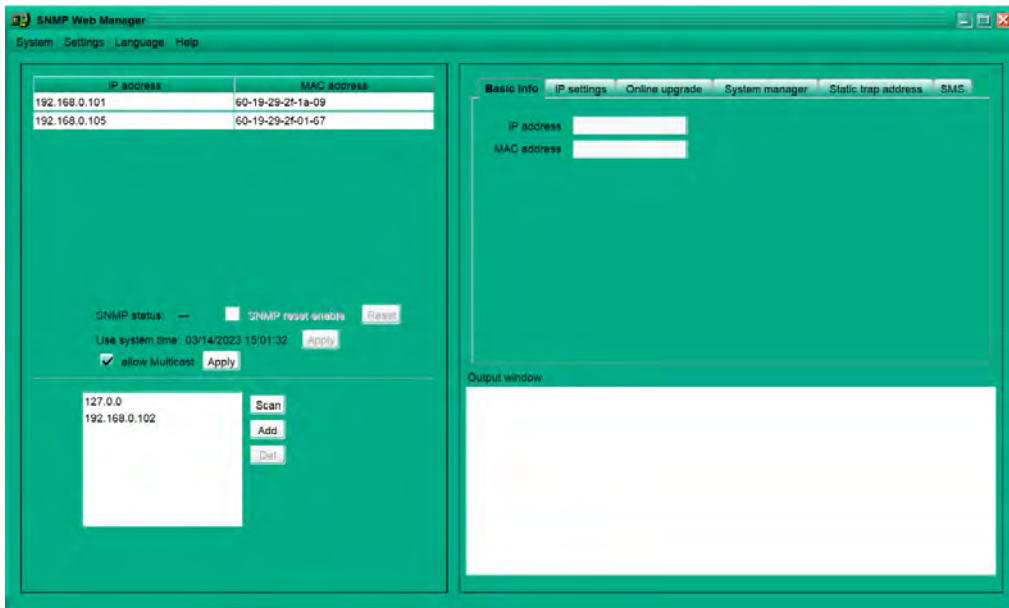 SNMP Web Manager
System Settings Language Help
IP address MAC address
192.168.0.101 60-19-29-2f-1a-09
192.168.0.105 60-19-29-2f-01-67
SNMP status: --- SNMP reset enable Reset
Use system time: 03/14/2023 15:01:32 Apply
allow Multicast Apply
127.0.0
192.168.0.102
Scan
Add
Del
Basic Info IP settings Online upgrade System manager Static trap address SMS
IP address
MAC address
Output window